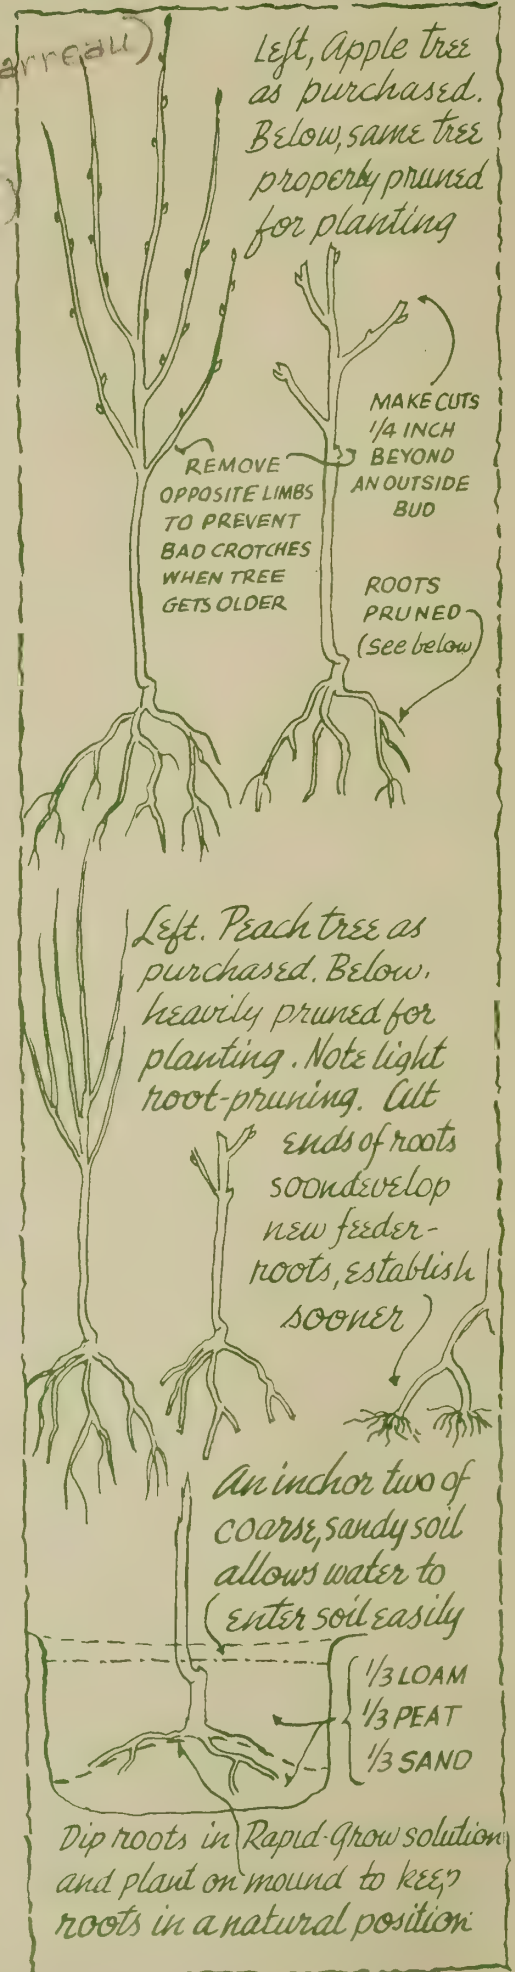 arreau)
)
Left, Apple tree
as purchased.
Below, same tree
properly pruned
for planting
MAKE CUTS
1/4 INCH
BEYOND
AN OUTSIDE
BUD
REMOVE
OPPOSITE LIMBS
TO PREVENT
BAD CROTCHES
WHEN TREE
GETS OLDER
ROOTS
PRUNED
(see below
Left. Peach tree as
purchased. Below,
heavily pruned for
planting. Note light
root-pruning. Cut
ends of roots
soon develop
new feeder-
roots, establish
sooner
An inch or two of
coarse, sandy soil
allows water to
enter soil easily
1/3 LOAM
1/3 PEAT
1/3 SAND
Dip roots in Rapid-Grow solution
and plant on mound to keep
roots in a natural position